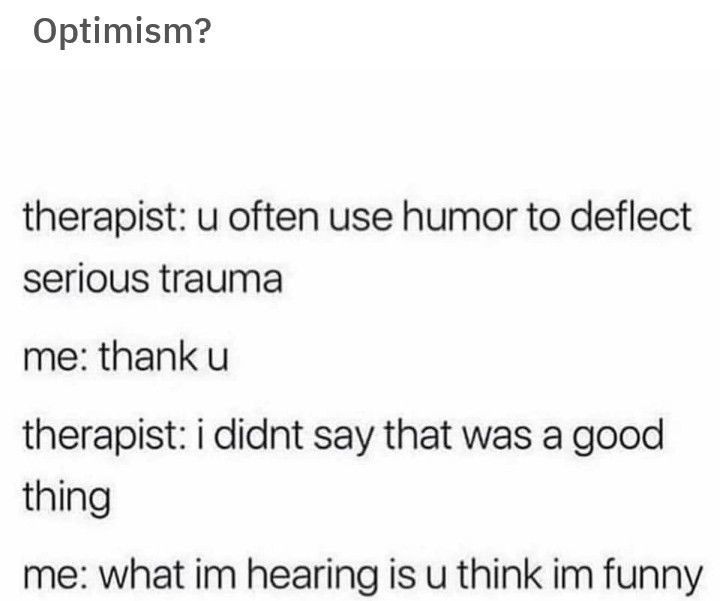 Optimism?
therapist: u often use humor to deflect
serious trauma
me: thank u
therapist: i didnt say that was a good
thing
me: what im hearing is u think im funny